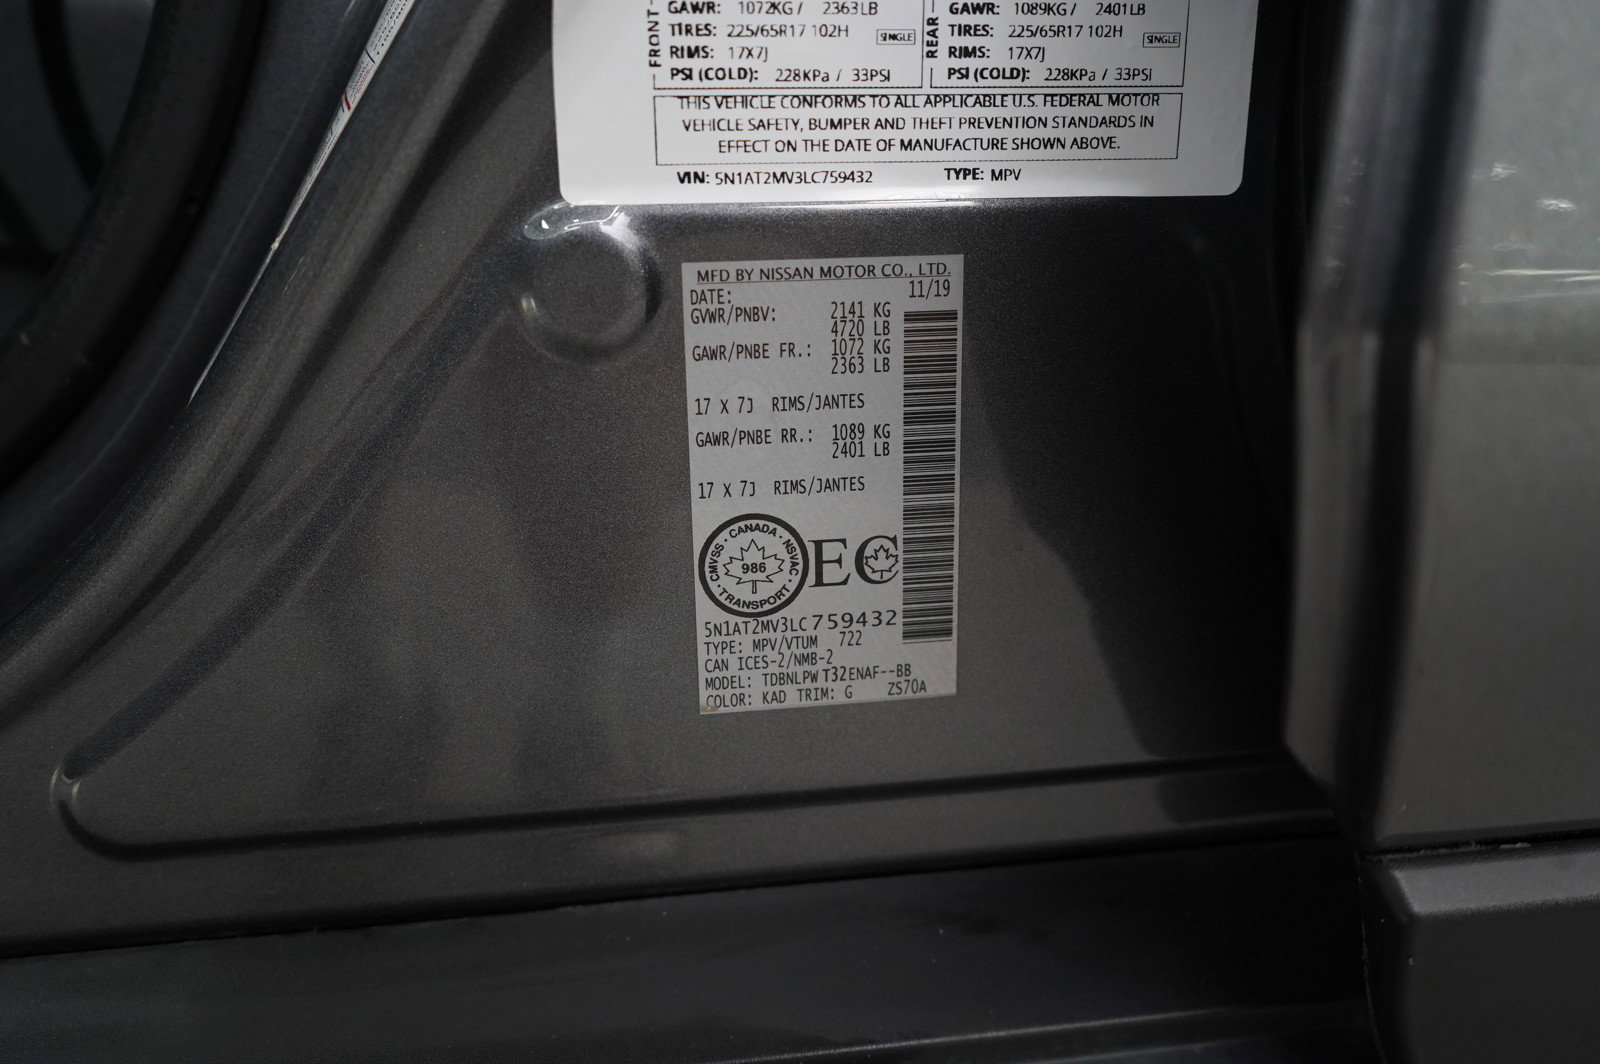 FRONT
GAWR: 1072KG / 2363LB
TIRES: 225/65R17 102H SINGLE
RIMS: 17X7J
PSI (COLD): 228KPa / 33PSI
REAR
GAWR: 1089KG / 2401LB
TIRES: 225/65R17 102H SINGLE
RIMS: 17X7J
PSI (COLD): 228KPa / 33PSI
THIS VEHICLE CONFORMS TO ALL APPLICABLE U.S. FEDERAL MOTOR
VEHICLE SAFETY, BUMPER AND THEFT PREVENTION STANDARDS IN
EFFECT ON THE DATE OF MANUFACTURE SHOWN ABOVE.
VIN: 5N1AT2MV3LC759432 TYPE: MPV
MFD BY NISSAN MOTOR CO., LTD.
DATE: 11/19
GVWR/PNBV: 2141 KG
4720 LB
GAWR/PNBE FR.: 1072 KG
2363 LB
17 X 7J RIMS/JANTES
GAWR/PNBE RR.: 1089 KG
2401 LB
17 X 7J RIMS/JANTES
CMVSS · CANADA · NSVAC · TRANSPORT ·
986
EC
5N1AT2MV3LC759432
TYPE: MPV/VTUM 722
CAN ICES-2/NMB-2
MODEL: TDBNLPW T32ENAF--BB
COLOR: KAD TRIM: G ZS70A